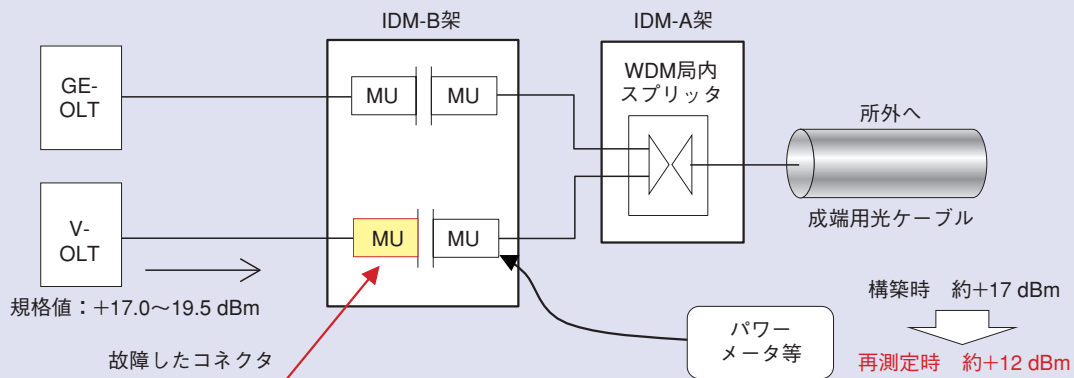 IDM-B架
IDM-A架
GE-
OLT
MU
MU
WDM局内
スプリッタ
所外へ
成端用光ケーブル
V-
OLT
MU
MU
規格値：+17.0～19.5 dBm
故障したコネクタ
パワー
メータ等
構築時　約+17 dBm
再測定時　約+12 dBm